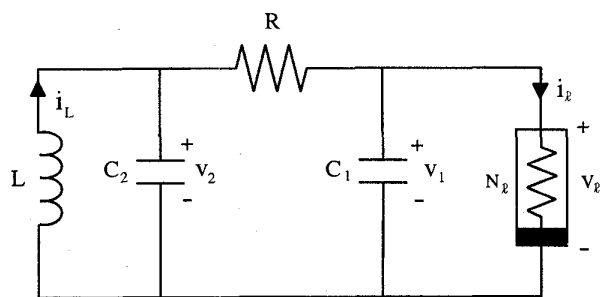 R
i_L
i_ℓ
+
+
+
L
C_2
v_2
C_1
v_1
N_ℓ
v_ℓ
-
-
-